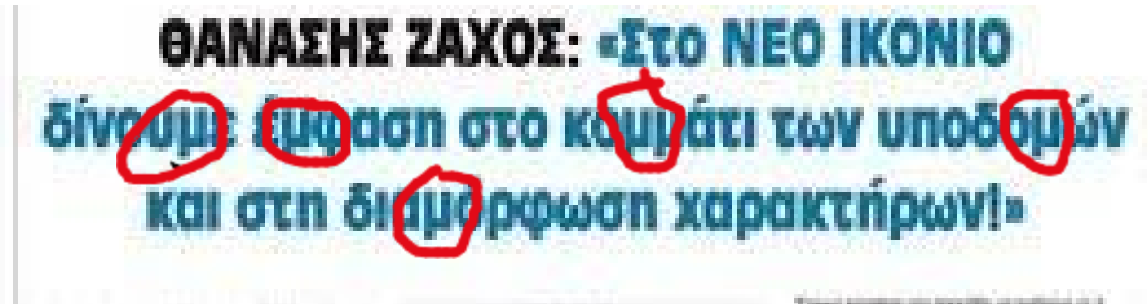 ΘΑΝΑΣΗΣ ΖΑΧΟΣ: «Στο ΝΕΟ ΙΚΟΝΙΟ
δίνουμε έμφαση στο κομμάτι των υποδομών
και στη διαμόρφωση χαρακτήρων!»